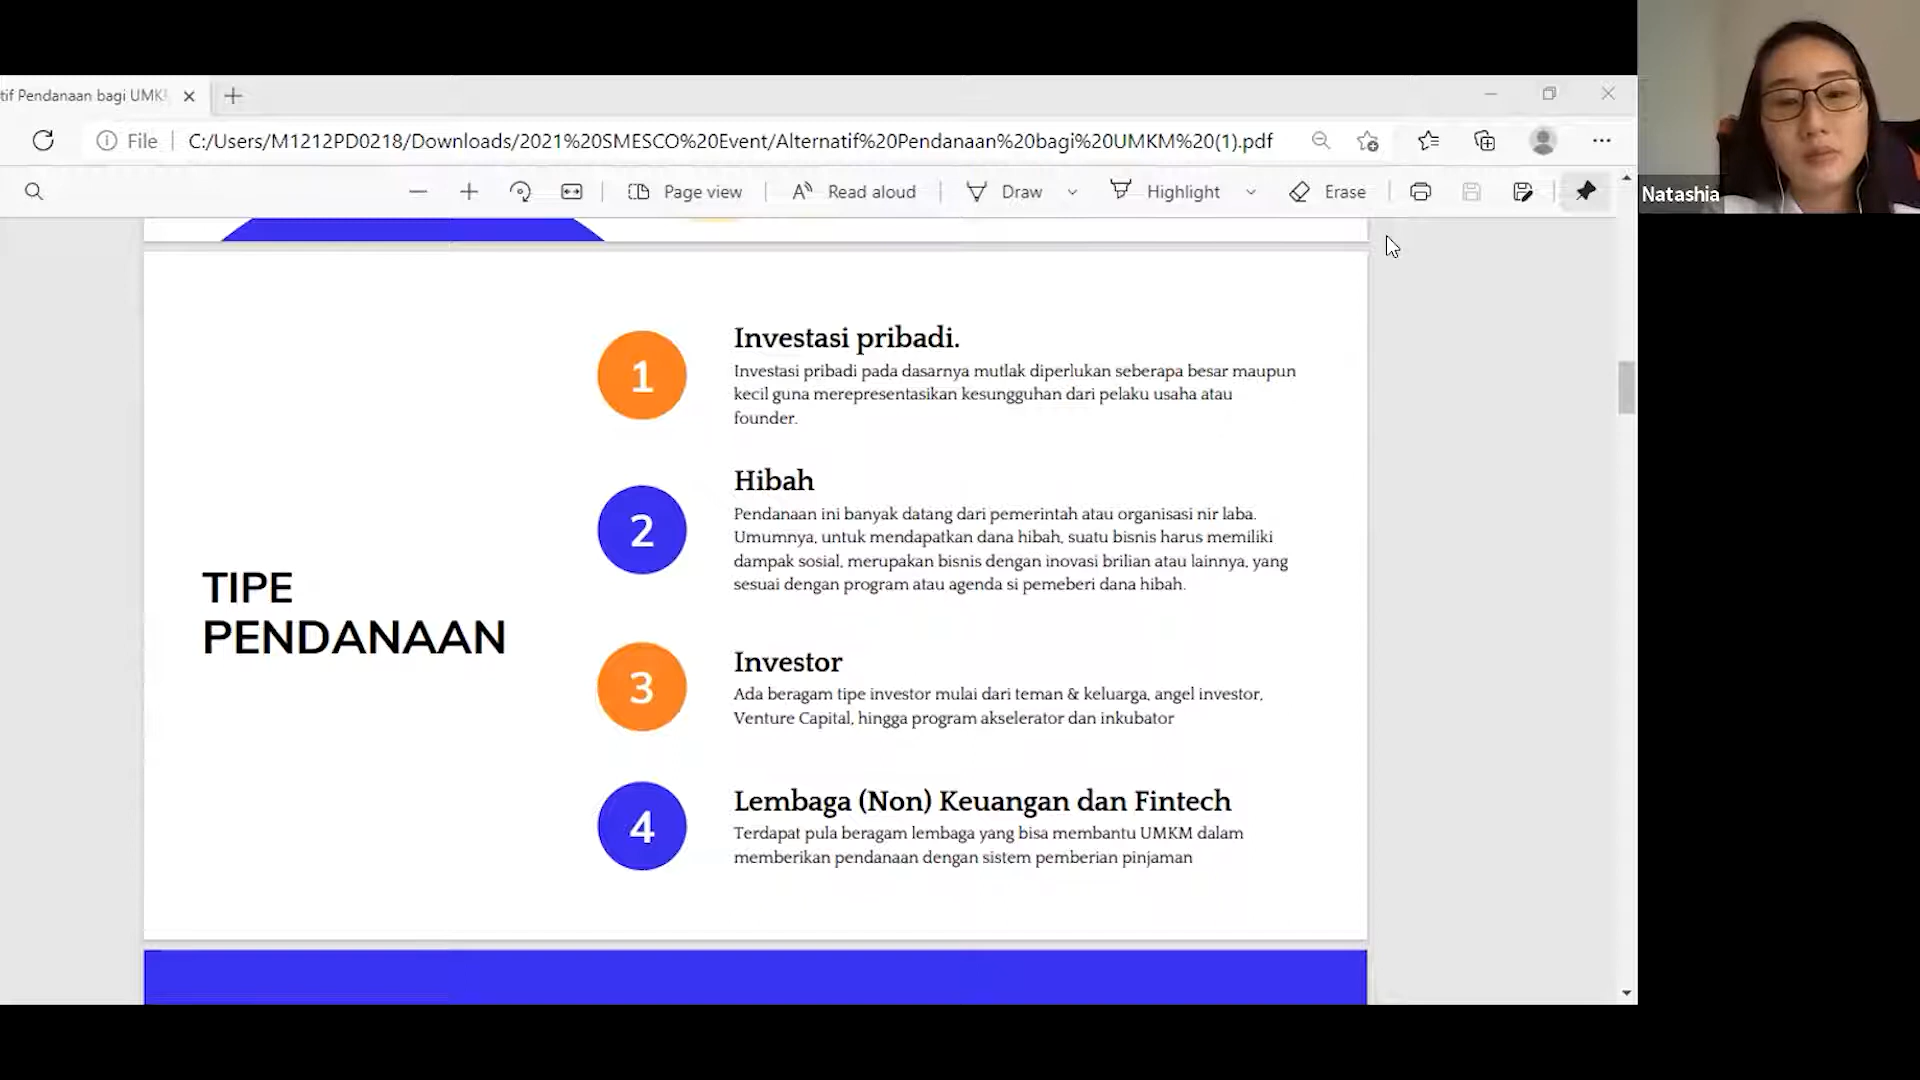 tif Pendanaan bagi UMK
File
C:/Users/M1212PD0218/Downloads/2021%20SMESCO%20Event/Alternatif%20Pendanaan%20bagi%20UMKM%20(1).pdf
Page view
Read aloud
Draw
Highlight
Erase
Natashia
TIPE
PENDANAAN
1
Investasi pribadi.
Investasi pribadi pada dasarnya mutlak diperlukan seberapa besar maupun
kecil guna merepresentasikan kesungguhan dari pelaku usaha atau
founder.
2
Hibah
Pendanaan ini banyak datang dari pemerintah atau organisasi nir laba.
Umumnya, untuk mendapatkan dana hibah, suatu bisnis harus memiliki
dampak sosial, merupakan bisnis dengan inovasi brilian atau lainnya, yang
sesuai dengan program atau agenda si pemeberi dana hibah.
3
Investor
Ada beragam tipe investor mulai dari teman & keluarga, angel investor,
Venture Capital, hingga program akselerator dan inkubator
4
Lembaga (Non) Keuangan dan Fintech
Terdapat pula beragam lembaga yang bisa membantu UMKM dalam
memberikan pendanaan dengan sistem pemberian pinjaman